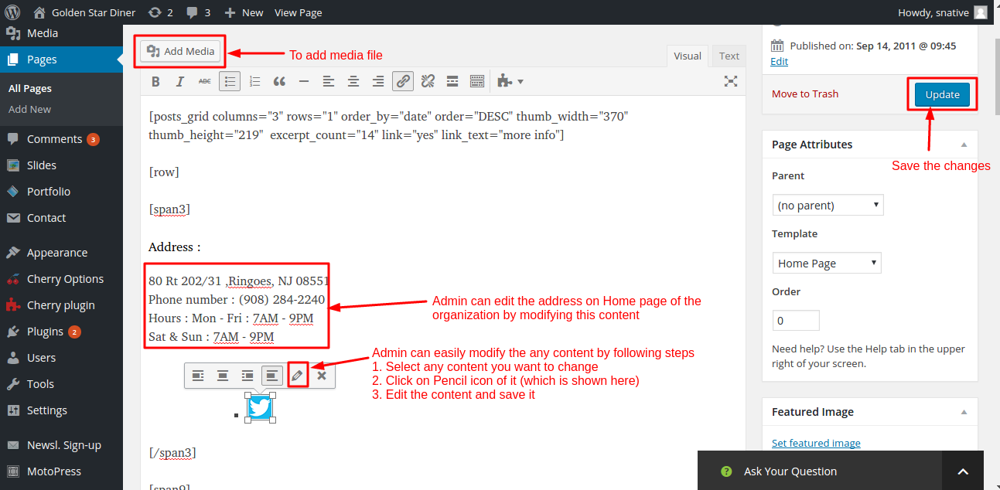 Golden Star Diner 2 3 New View Page Howdy, snative
Media
Pages
All Pages
Add New
Comments 3
Slides
Portfolio
Contact
Appearance
Cherry Options
Cherry plugin
Plugins 2
Users
Tools
Settings
Newsl. Sign-up
MotoPress
Add Media
To add media file
Visual Text
B I ABC
[posts_grid columns="3" rows="1" order_by="date" order="DESC" thumb_width="370"
thumb_height="219" excerpt_count="14" link="yes" link_text="more info"]
[row]
[span3]
Address :
80 Rt 202/31 ,Ringoes, NJ 08551
Phone number : (908) 284-2240
Hours : Mon - Fri : 7AM - 9PM
Sat & Sun : 7AM - 9PM
Admin can edit the address on Home page of the
organization by modifying this content
Admin can easily modify the any content by following steps
1. Select any content you want to change
2. Click on Pencil icon of it (which is shown here)
3. Edit the content and save it
[/span3]
[span9]
Published on: Sep 14, 2011 @ 09:45
Edit
Move to Trash
Update
Save the changes
Page Attributes
Parent
(no parent)
Template
Home Page
Order
0
Need help? Use the Help tab in the upper
right of your screen.
Featured Image
Set featured image
? Ask Your Question